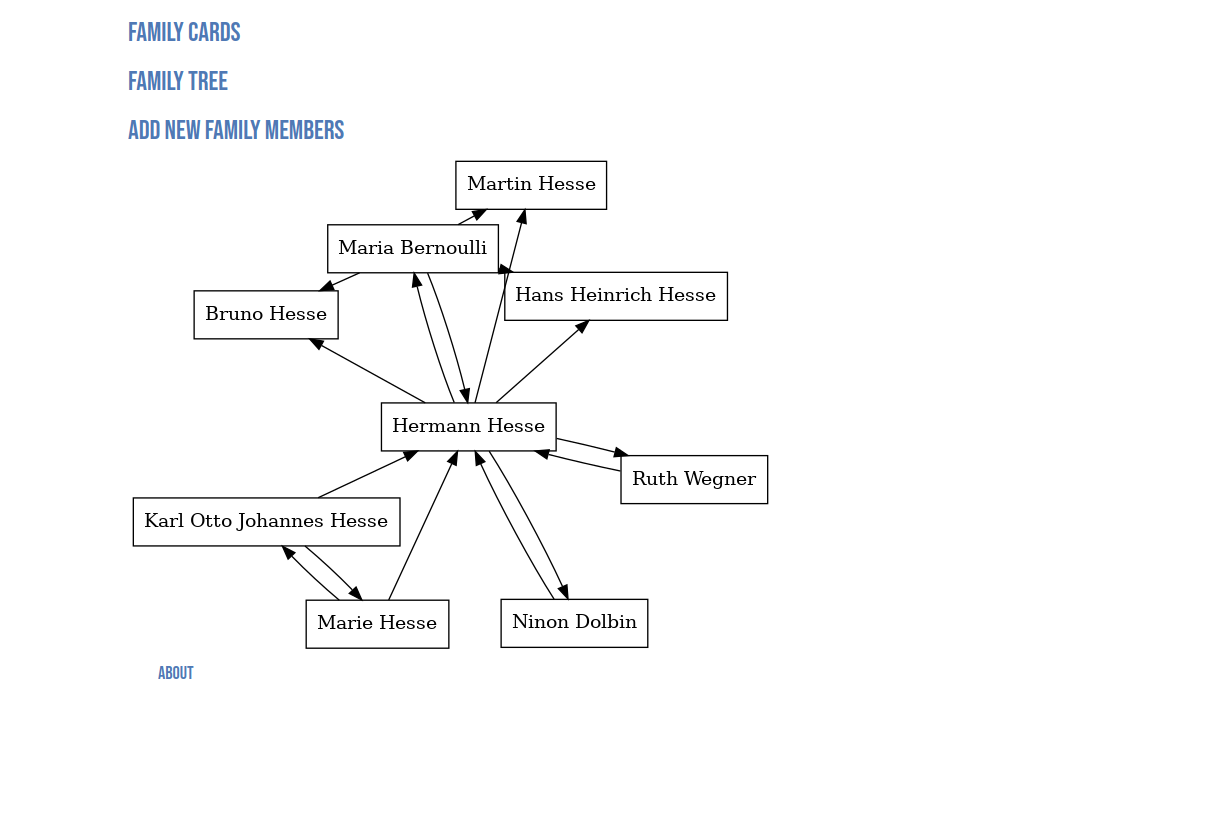 FAMILY CARDS
FAMILY TREE
ADD NEW FAMILY MEMBERS
Martin Hesse
Maria Bernoulli
Hans Heinrich Hesse
Bruno Hesse
Hermann Hesse
Ruth Wegner
Karl Otto Johannes Hesse
Marie Hesse
Ninon Dolbin
ABOUT